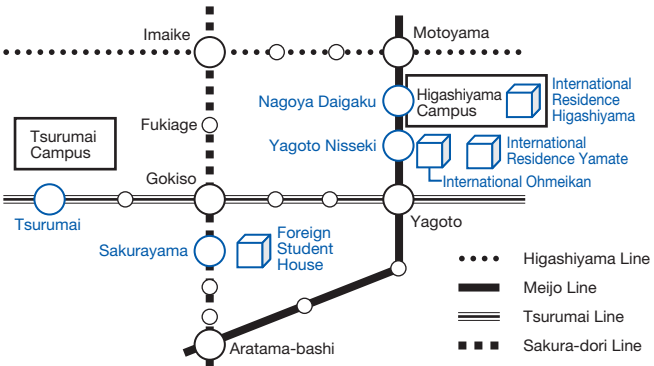 Imaike
Motoyama
Nagoya Daigaku
Higashiyama
Campus
International
Residence
Higashiyama
Fukiage
Tsurumai
Campus
Yagoto Nisseki
International
Residence Yamate
International Ohmeikan
Gokiso
Tsurumai
Yagoto
Sakurayama
Foreign
Student
House
Higashiyama Line
Meijo Line
Tsurumai Line
Sakura-dori Line
Aratama-bashi